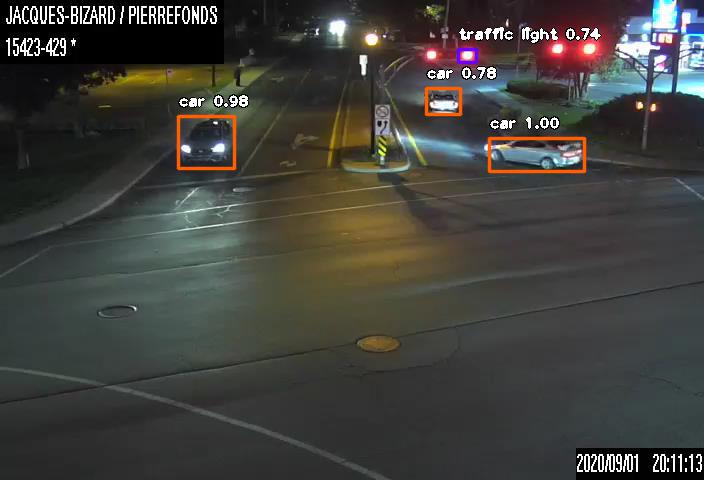 JACQUES-BIZARD / PIERREFONDS
15423-429 *
traffic light 0.74
car 0.78
car 0.98
car 1.00
2020/09/01 20:11:13